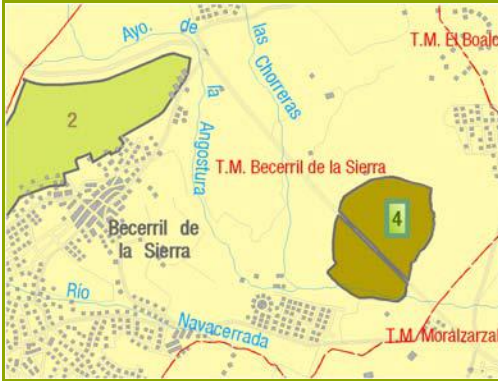 Ayo. de
las Chorreras
T.M. El Boalo
2
la Angostura
T.M. Becerril de la Sierra
4
Becerril de
la Sierra
Río
Navacerrada
T.M. Moralzarzal